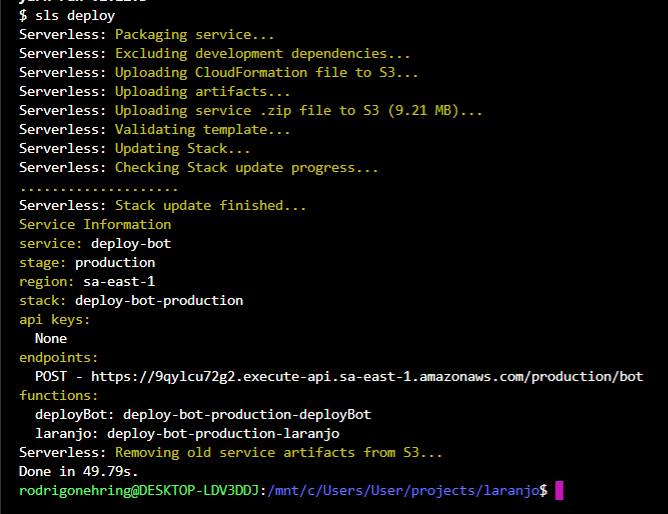 $ sls deploy
Serverless: Packaging service...
Serverless: Excluding development dependencies...
Serverless: Uploading CloudFormation file to S3...
Serverless: Uploading artifacts...
Serverless: Uploading service .zip file to S3 (9.21 MB)...
Serverless: Validating template...
Serverless: Updating Stack...
Serverless: Checking Stack update progress...
....................
Serverless: Stack update finished...
Service Information
service: deploy-bot
stage: production
region: sa-east-1
stack: deploy-bot-production
api keys:
  None
endpoints:
  POST - https://9qylcu72g2.execute-api.sa-east-1.amazonaws.com/production/bot
functions:
  deployBot: deploy-bot-production-deployBot
  laranjo: deploy-bot-production-laranjo
Serverless: Removing old service artifacts from S3...
Done in 49.79s.
rodrigonehring@DESKTOP-LDV3DDJ:/mnt/c/Users/User/projects/laranjo$